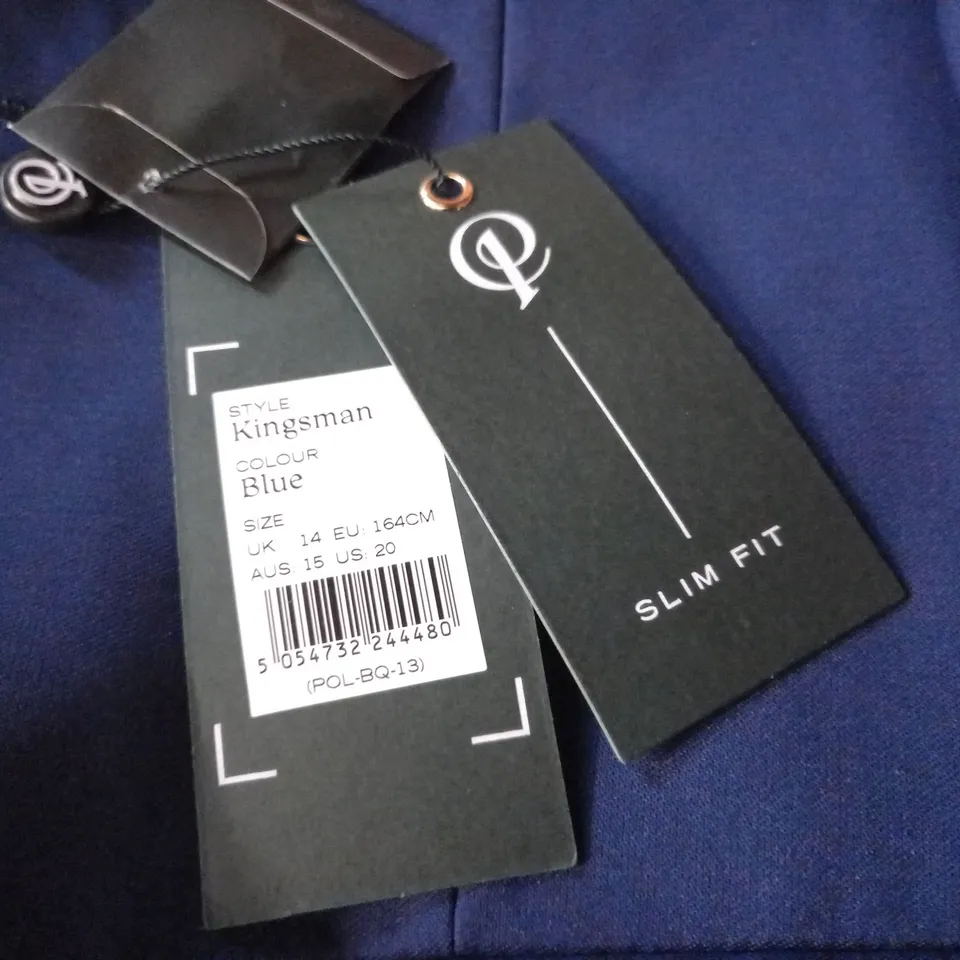 STYLE
Kingsman
COLOUR
Blue
SIZE
UK 14 EU: 164CM
AUS: 15 US: 20
5 054732 244480
(POL-BQ-13)
SLIM FIT